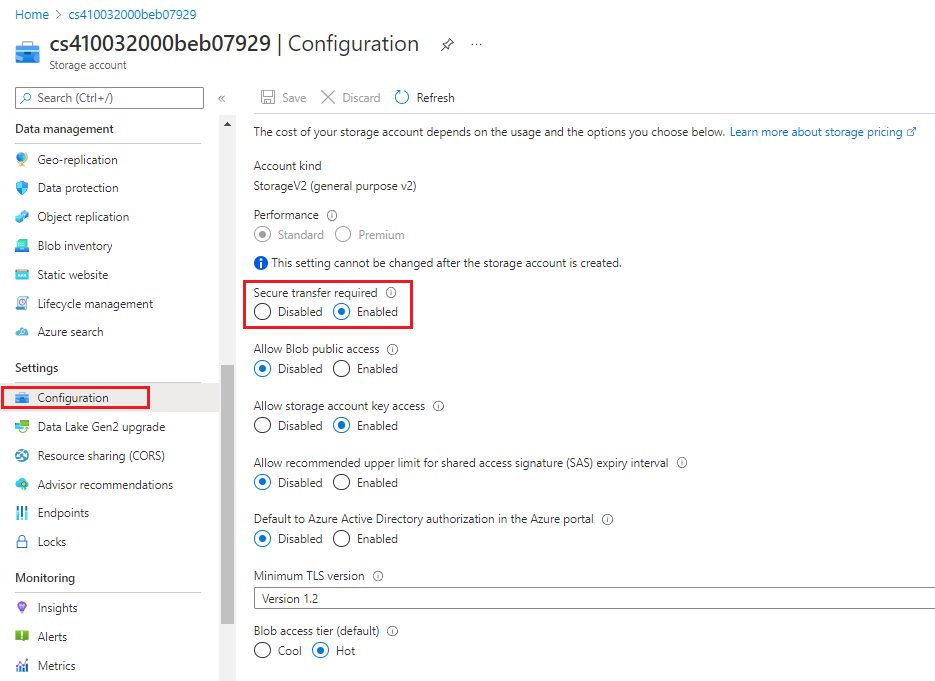 Home > cs410032000beb07929
cs410032000beb07929 | Configuration ...
Storage account
Search (Ctrl+/) «
Data management
Geo-replication
Data protection
Object replication
Blob inventory
Static website
Lifecycle management
Azure search
Settings
Configuration
Data Lake Gen2 upgrade
Resource sharing (CORS)
Advisor recommendations
Endpoints
Locks
Monitoring
Insights
Alerts
Metrics
Save Discard Refresh
The cost of your storage account depends on the usage and the options you choose below. Learn more about storage pricing
Account kind
StorageV2 (general purpose v2)
Performance
Standard Premium
This setting cannot be changed after the storage account is created.
Secure transfer required
Disabled Enabled
Allow Blob public access
Disabled Enabled
Allow storage account key access
Disabled Enabled
Allow recommended upper limit for shared access signature (SAS) expiry interval
Disabled Enabled
Default to Azure Active Directory authorization in the Azure portal
Disabled Enabled
Minimum TLS version
Version 1.2
Blob access tier (default)
Cool Hot